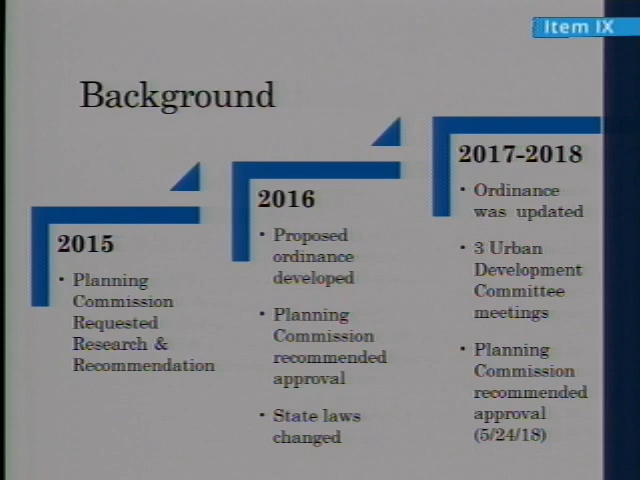 Item IX
Background
2015
• Planning
Commission
Requested
Research &
Recommendation
2016
• Proposed
ordinance
developed
• Planning
Commission
recommended
approval
• State laws
changed
2017-2018
• Ordinance
was updated
• 3 Urban
Development
Committee
meetings
• Planning
Commission
recommended
approval
(5/24/18)